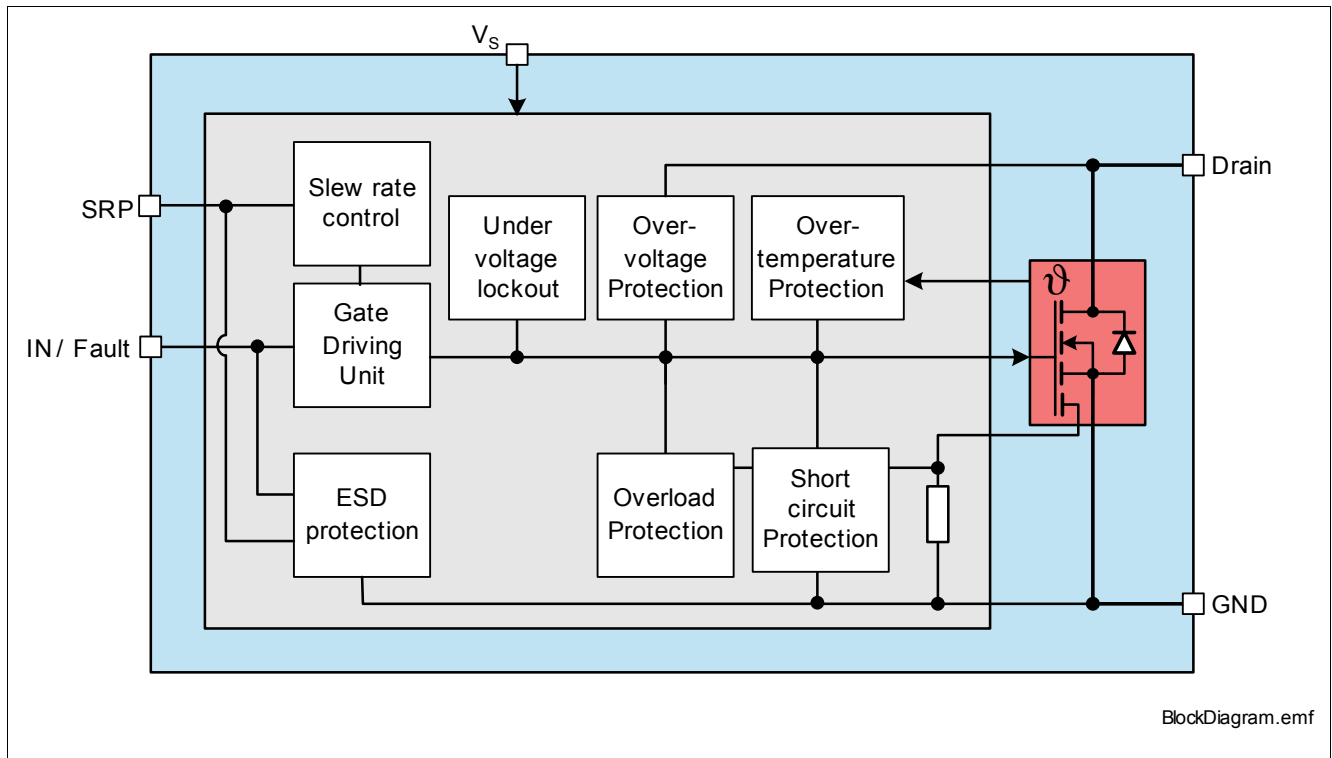 V_S
SRP
IN / Fault
Slew rate
control
Gate
Driving
Unit
ESD
protection
Under
voltage
lockout
Over-
voltage
Protection
Over-
temperature
Protection
Overload
Protection
Short
circuit
Protection
ϑ
Drain
GND
BlockDiagram.emf